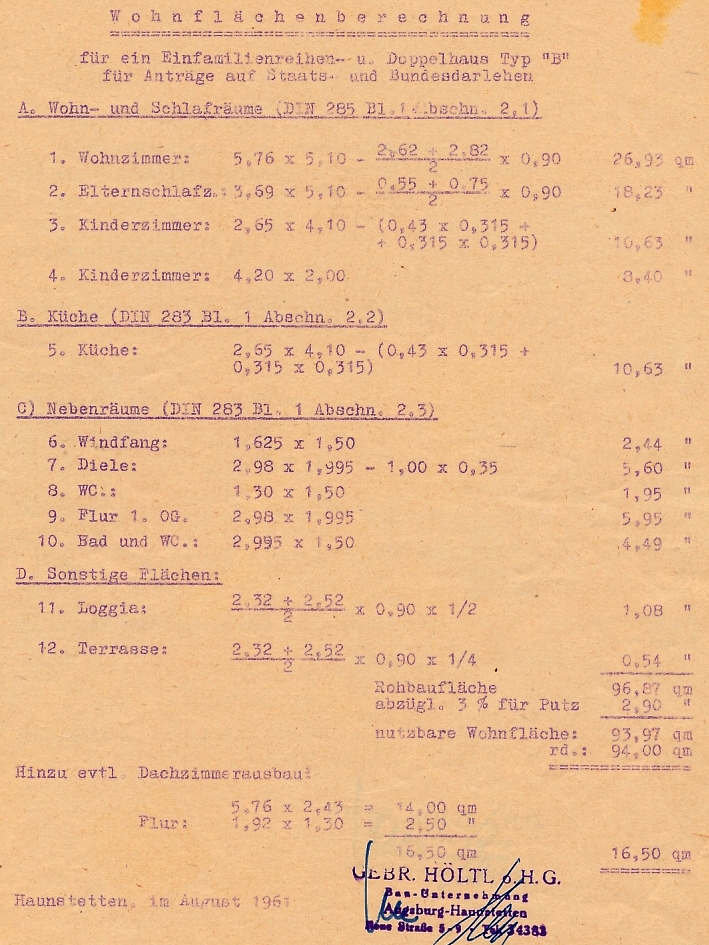 W o h n f l ä c h e n b e r e c h n u n g
für ein Einfamilienreihen- u. Doppelhaus Typ "B"
für Anträge auf Staats- und Bundesdarlehen
A. Wohn- und Schlafräume (DIN 283 Bl.1 Abschn. 2,1)
1. Wohnzimmer: 5,76 x 5,10 - (2,62 + 2,82)/2 x 0,90 26,93 qm
2. Elternschlafz.: 3,69 x 5,10 - (0,55 + 0,75)/2 x 0,90 18,23 "
3. Kinderzimmer: 2,65 x 4,10 - (0,43 x 0,315 +
+ 0,315 x 0,315) 10,63 "
4. Kinderzimmer: 4,20 x 2,00 8,40 "
B. Küche (DIN 283 Bl. 1 Abschn. 2,2)
5. Küche: 2,65 x 4,10 - (0,43 x 0,315 +
0,315 x 0,315) 10,63 "
C) Nebenräume (DIN 283 Bl. 1 Abschn. 2.3)
6. Windfang: 1,625 x 1,50 2,44 "
7. Diele: 2,98 x 1,995 - 1,00 x 0,35 5,60 "
8. WC.: 1,30 x 1,50 1,95 "
9. Flur 1. OG. 2,98 x 1,995 5,95 "
10. Bad und WC.: 2,995 x 1,50 4,49 "
D. Sonstige Flächen:
11. Loggia: (2,32 + 2,52)/2 x 0,90 x 1/2 1,08 "
12. Terrasse: (2,32 + 2,52)/2 x 0,90 x 1/4 0,54 "
Rohbaufläche 96,87 qm
abzügl. 3 % für Putz 2,90 "
nutzbare Wohnfläche: 93,97 qm
rd.: 94,00 qm
Hinzu evtl. Dachzimmerausbau:
5,76 x 2,43 = 14,00 qm
Flur: 1,92 x 1,30 = 2,50 "
16,50 qm 16,50 qm
GEBR. HÖLTL o.H.G.
Bau-Unternehmung
Augsburg-Haunstetten
Neue Straße 5-9 - Tel. 34383
Haunstetten, im August 1961